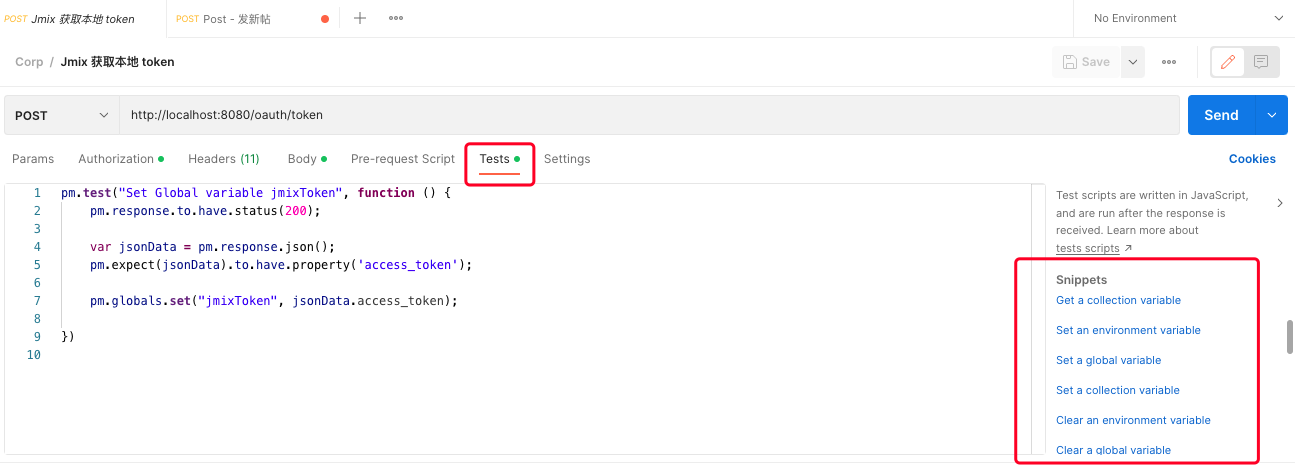 POST Jmix 获取本地 token
POST Post - 发新帖
No Environment
Corp / Jmix 获取本地 token
Save
POST
http://localhost:8080/oauth/token
Send
Params Authorization Headers (11) Body Pre-request Script Tests Settings Cookies
1 pm.test("Set Global variable jmixToken", function () {
2 pm.response.to.have.status(200);
3
4 var jsonData = pm.response.json();
5 pm.expect(jsonData).to.have.property('access_token');
6
7 pm.globals.set("jmixToken", jsonData.access_token);
8
9 })
10
Test scripts are written in JavaScript,
and are run after the response is
received. Learn more about
tests scripts ↗
Snippets
Get a collection variable
Set an environment variable
Set a global variable
Set a collection variable
Clear an environment variable
Clear a global variable